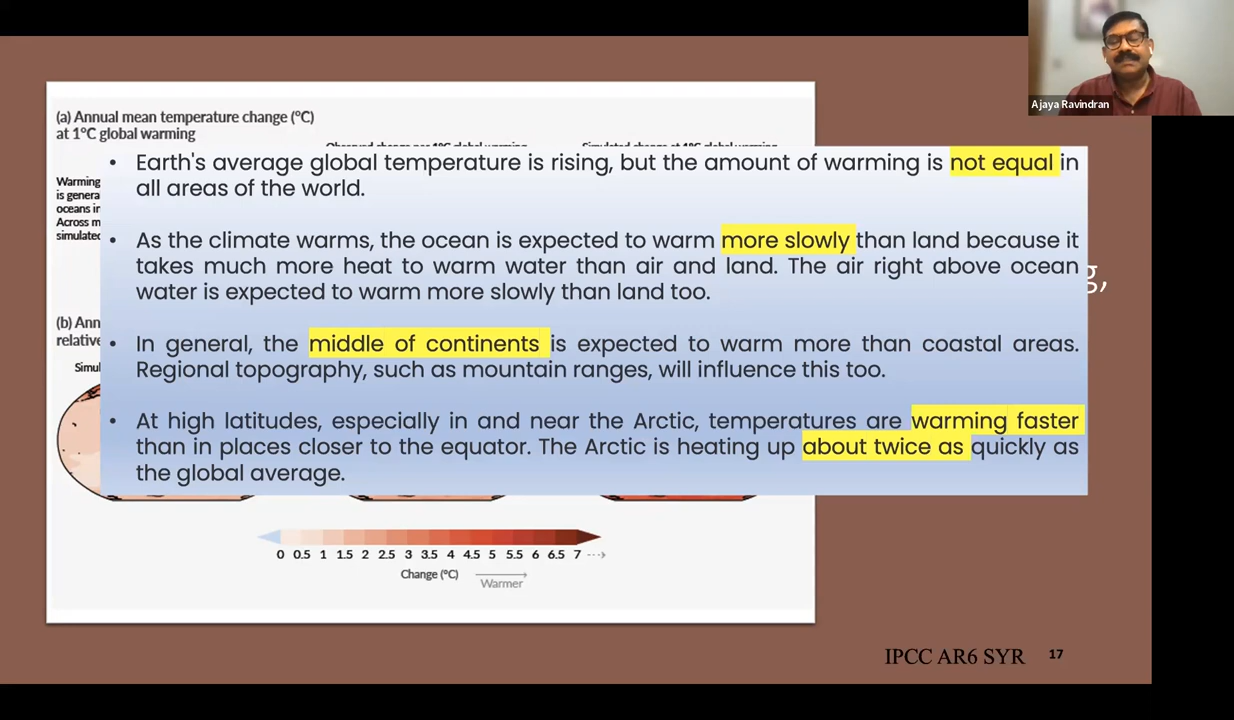 Ajaya Ravindran
(a) Annual mean temperature change (°C)
at 1°C global warming
Warming
is genera
oceans in
Across m
simulated
• Earth's average global temperature is rising, but the amount of warming is not equal in
all areas of the world.
• As the climate warms, the ocean is expected to warm more slowly than land because it
takes much more heat to warm water than air and land. The air right above ocean
water is expected to warm more slowly than land too.
• In general, the middle of continents is expected to warm more than coastal areas.
Regional topography, such as mountain ranges, will influence this too.
• At high latitudes, especially in and near the Arctic, temperatures are warming faster
than in places closer to the equator. The Arctic is heating up about twice as quickly as
the global average.
g,
(b) Ann
relative
Simul
0 0.5 1 1.5 2 2.5 3 3.5 4 4.5 5 5.5 6 6.5 7
Change (°C)
Warmer
IPCC AR6 SYR 17